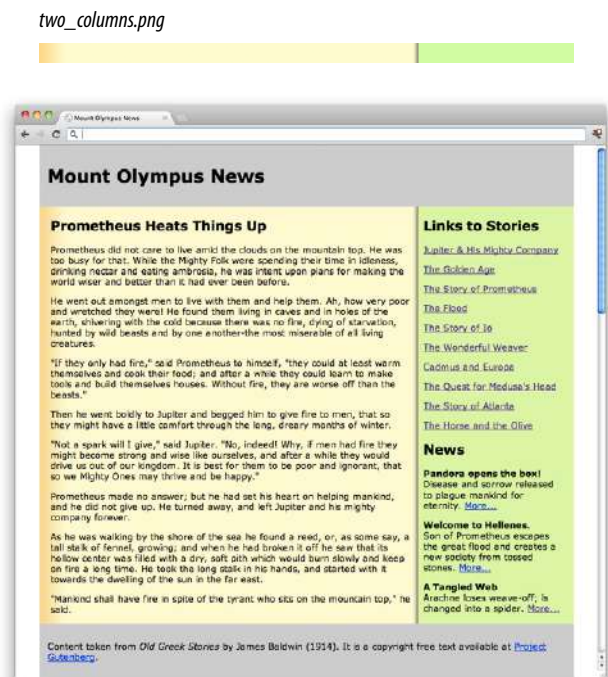 two_columns.png
Mount Olympus News
Mount Olympus News
Prometheus Heats Things Up
Prometheus did not care to live amid the clouds on the mountain top. He was
too busy for that. While the Mighty Folk were spending their time in idleness,
drinking nectar and eating ambrosia, he was intent upon plans for making the
world wiser and better than it had ever been before.
He went out amongst men to live with them and help them. Ah, how very poor
and wretched they were! He found them living in caves and in holes of the
earth, shivering with the cold because there was no fire, dying of starvation,
hunted by wild beasts and by one another-the most miserable of all living
creatures.
"If they only had fire," said Prometheus to himself, "they could at least warm
themselves and cook their food; and after a while they could learn to make
tools and build themselves houses. Without fire, they are worse off than the
beasts."
Then he went boldly to Jupiter and begged him to give fire to men, that so
they might have a little comfort through the long, dreary months of winter.
"Not a spark will I give," said Jupiter. "No, indeed! Why, if men had fire they
might become strong and wise like ourselves, and after a while they would
drive us out of our kingdom. It is best for them to be poor and ignorant, that
so we Mighty Ones may thrive and be happy."
Prometheus made no answer; but he had set his heart on helping mankind,
and he did not give up. He turned away, and left Jupiter and his mighty
company forever.
As he was walking by the shore of the sea he found a reed, or, as some say, a
tall stalk of fennel, growing; and when he had broken it off he saw that its
hollow center was filled with a dry, soft pith which would burn slowly and keep
on fire a long time. He took the long stalk in his hands, and started with it
towards the dwelling of the sun in the far east.
"Mankind shall have fire in spite of the tyrant who sits on the mountain top," he
said.
Links to Stories
Jupiter & His Mighty Company
The Golden Age
The Story of Prometheus
The Flood
The Story of Io
The Wonderful Weaver
Cadmus and Europa
The Quest for Medusa's Head
The Story of Atlanta
The Horse and the Olive
News
Pandora opens the box!
Disease and sorrow released
to plague mankind for
eternity. More...
Welcome to Hellenes.
Son of Prometheus escapes
the great flood and creates a
new society from tossed
stones. More...
A Tangled Web
Arachne loses weave-off; is
changed into a spider. More...
Content taken from Old Greek Stories by James Baldwin (1914). It is a copyright free text available at Project
Gutenberg.